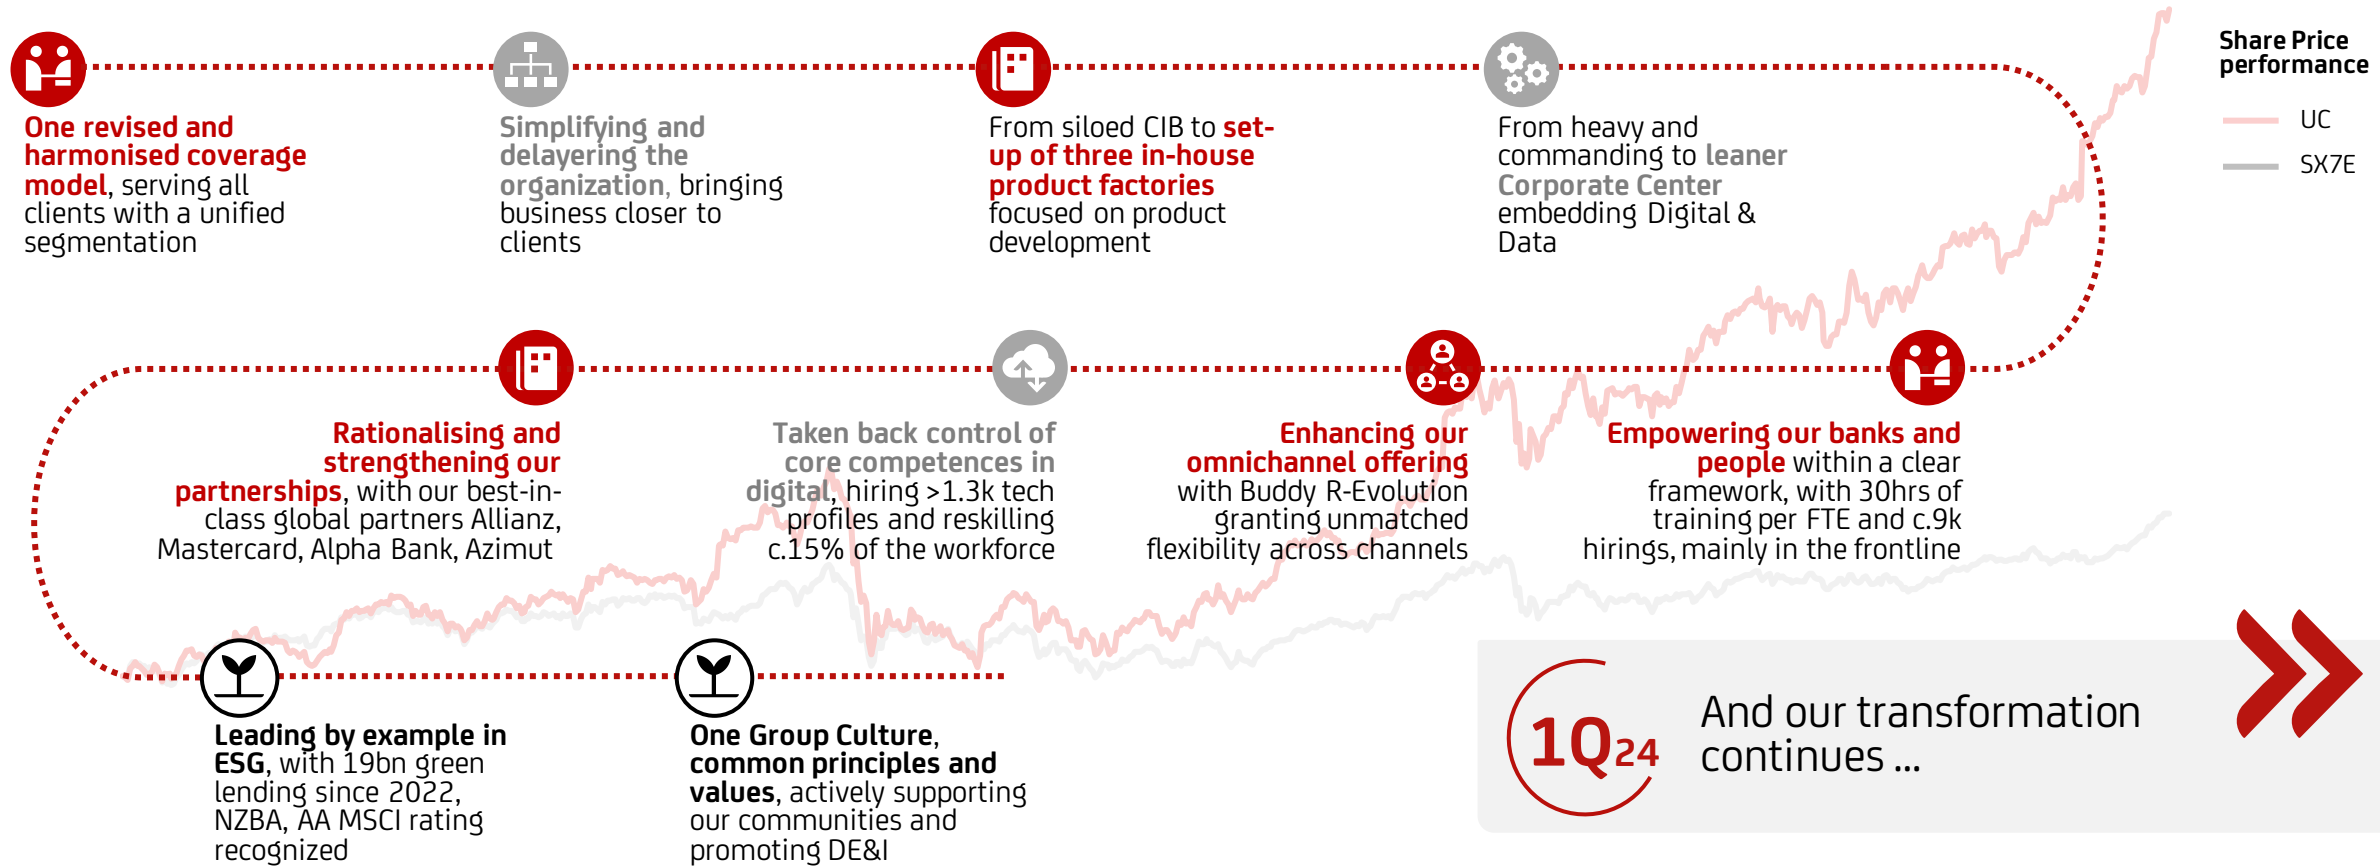 One revised and
harmonised coverage
model, serving all
clients with a unified
segmentation
Simplifying and
delayering the
organization, bringing
business closer to
clients
From siloed CIB to set-
up of three in-house
product factories
focused on product
development
From heavy and
commanding to leaner
Corporate Center
embedding Digital &
Data
Share Price
performance
UC
SX7E
Rationalising and
strengthening our
partnerships, with our best-in-
class global partners Allianz,
Mastercard, Alpha Bank, Azimut
Taken back control of
core competences in
digital, hiring >1.3k tech
profiles and reskilling
c.15% of the workforce
Enhancing our
omnichannel offering
with Buddy R-Evolution
granting unmatched
flexibility across channels
Empowering our banks and
people within a clear
framework, with 30hrs of
training per FTE and c.9k
hirings, mainly in the frontline
Leading by example in
ESG, with 19bn green
lending since 2022,
NZBA, AA MSCI rating
recognized
One Group Culture,
common principles and
values, actively supporting
our communities and
promoting DE&I
1Q24
And our transformation
continues ...